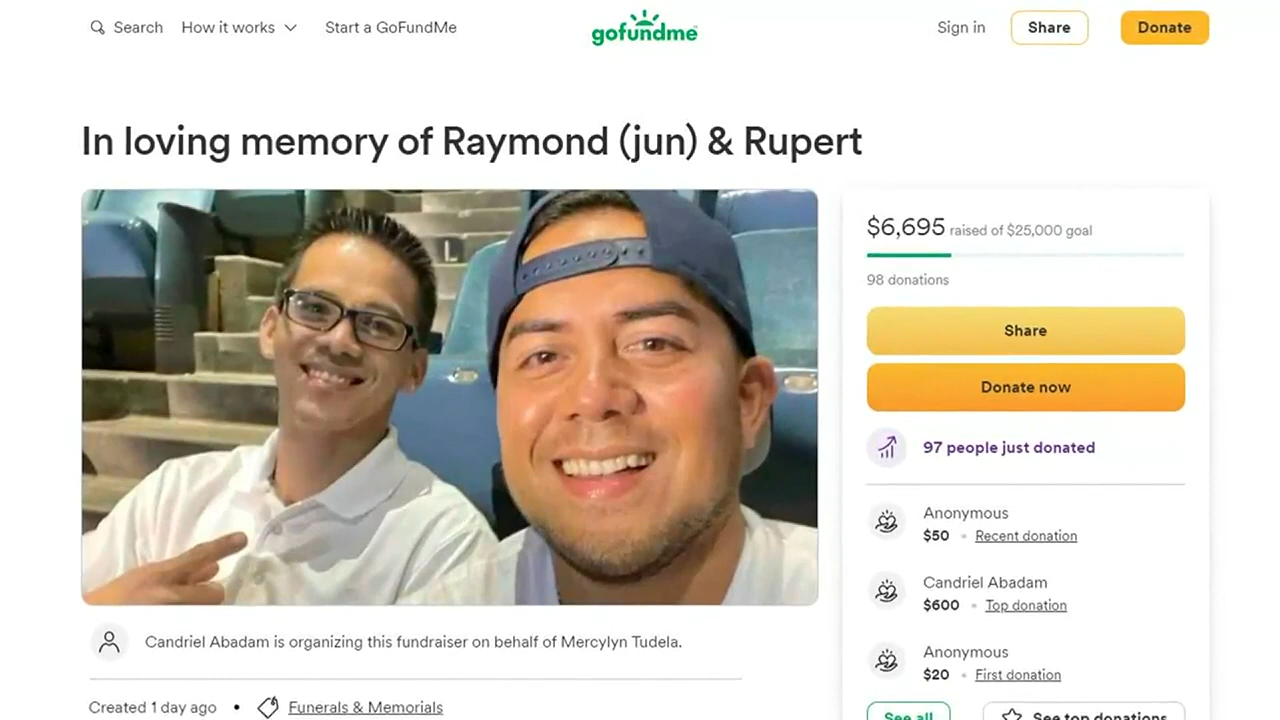 Search How it works Start a GoFundMe gofundme Sign in Share Donate
In loving memory of Raymond (jun) & Rupert
$6,695 raised of $25,000 goal
98 donations
Share
Donate now
97 people just donated
Anonymous
$50 • Recent donation
Candriel Abadam
$600 • Top donation
Anonymous
$20 • First donation
See all See top donations
Candriel Abadam is organizing this fundraiser on behalf of Mercylyn Tudela.
Created 1 day ago • Funerals & Memorials